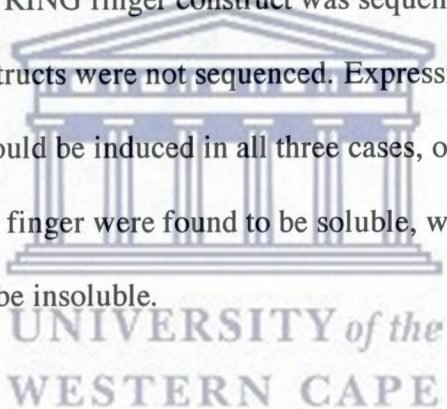 RING finger construct was sequen
tructs were not sequenced. Express
ould be induced in all three cases, o
finger were found to be soluble, w
be insoluble.
UNIVERSITY of the
WESTERN CAPE